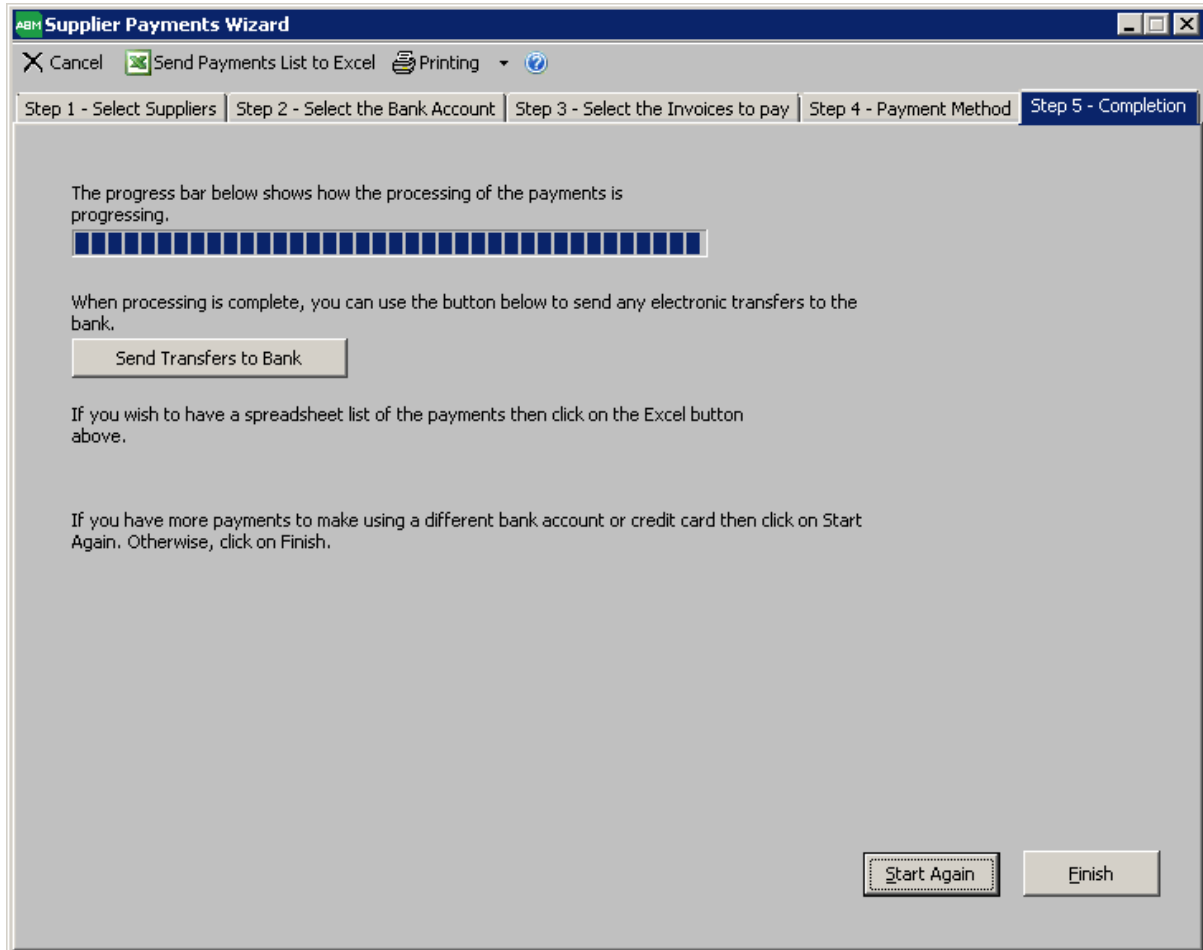 ABM Supplier Payments Wizard
Cancel Send Payments List to Excel Printing ?
Step 1 - Select Suppliers Step 2 - Select the Bank Account Step 3 - Select the Invoices to pay Step 4 - Payment Method Step 5 - Completion
The progress bar below shows how the processing of the payments is
progressing.
When processing is complete, you can use the button below to send any electronic transfers to the
bank.
Send Transfers to Bank
If you wish to have a spreadsheet list of the payments then click on the Excel button
above.
If you have more payments to make using a different bank account or credit card then click on Start
Again. Otherwise, click on Finish.
Start Again Finish